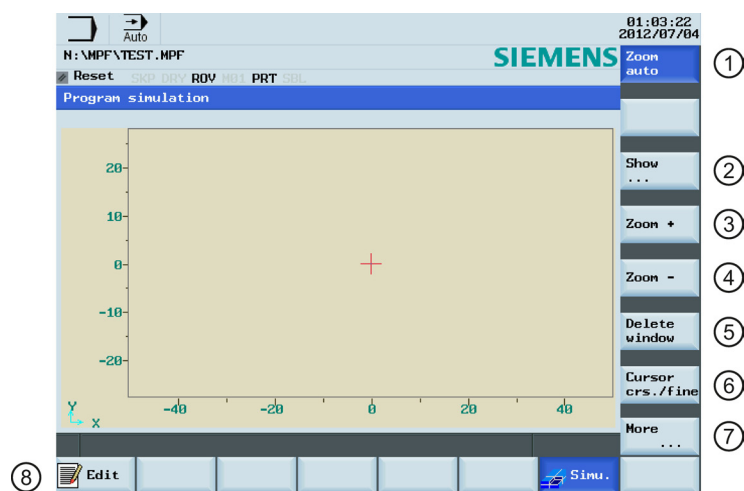 01:03:22
Auto
2012/07/04
N:\MPF\TEST.MPF
SIEMENS
Reset SKP DRY ROV M01 PRT SBL
Program simulation
Zoom
auto
1
Show
...
2
Zoom +
3
Zoom -
4
Delete
window
5
Cursor
crs./fine
6
More
...
7
20
10
0
-10
-20
Y
X
-40 -20 0 20 40
8
Edit
Simu.